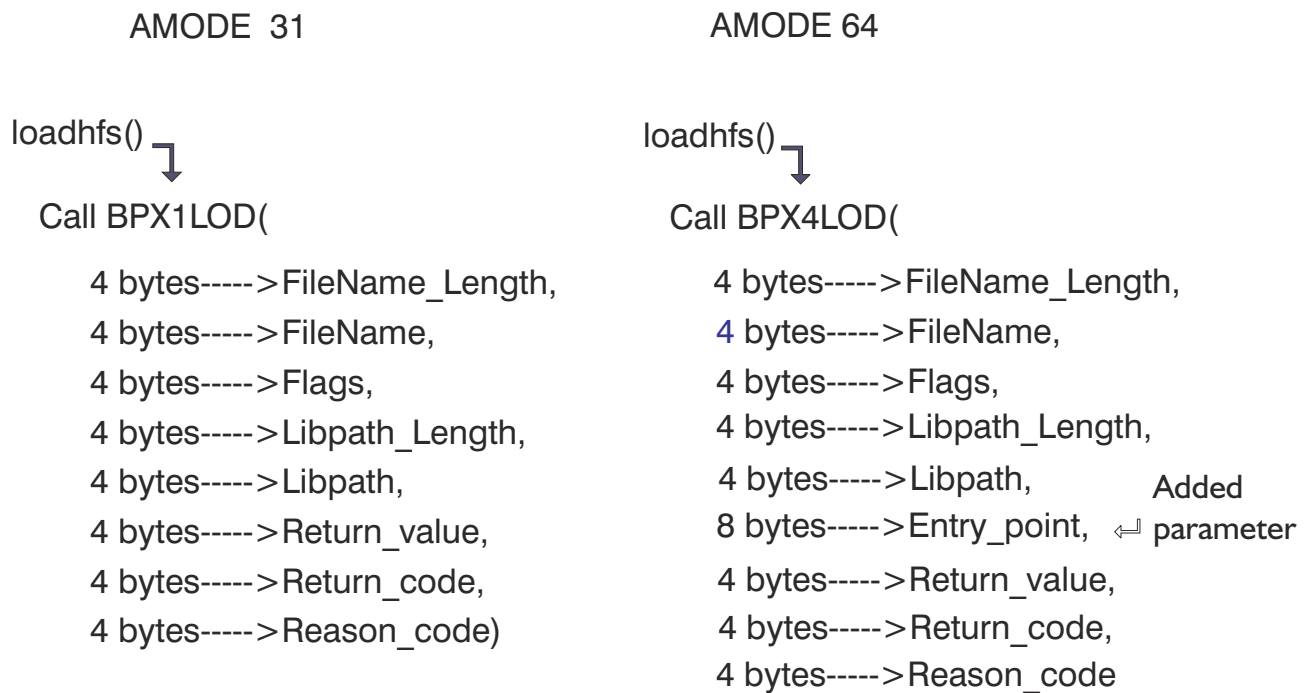 AMODE  31
loadhfs()
Call BPX1LOD(
4 bytes----->FileName_Length,
4 bytes----->FileName,
4 bytes----->Flags,
4 bytes----->Libpath_Length,
4 bytes----->Libpath,
4 bytes----->Return_value,
4 bytes----->Return_code,
4 bytes----->Reason_code)
AMODE 64
loadhfs()
Call BPX4LOD(
4 bytes----->FileName_Length,
4 bytes----->FileName,
4 bytes----->Flags,
4 bytes----->Libpath_Length,
4 bytes----->Libpath,
8 bytes----->Entry_point,
Added
parameter
4 bytes----->Return_value,
4 bytes----->Return_code,
4 bytes----->Reason_code